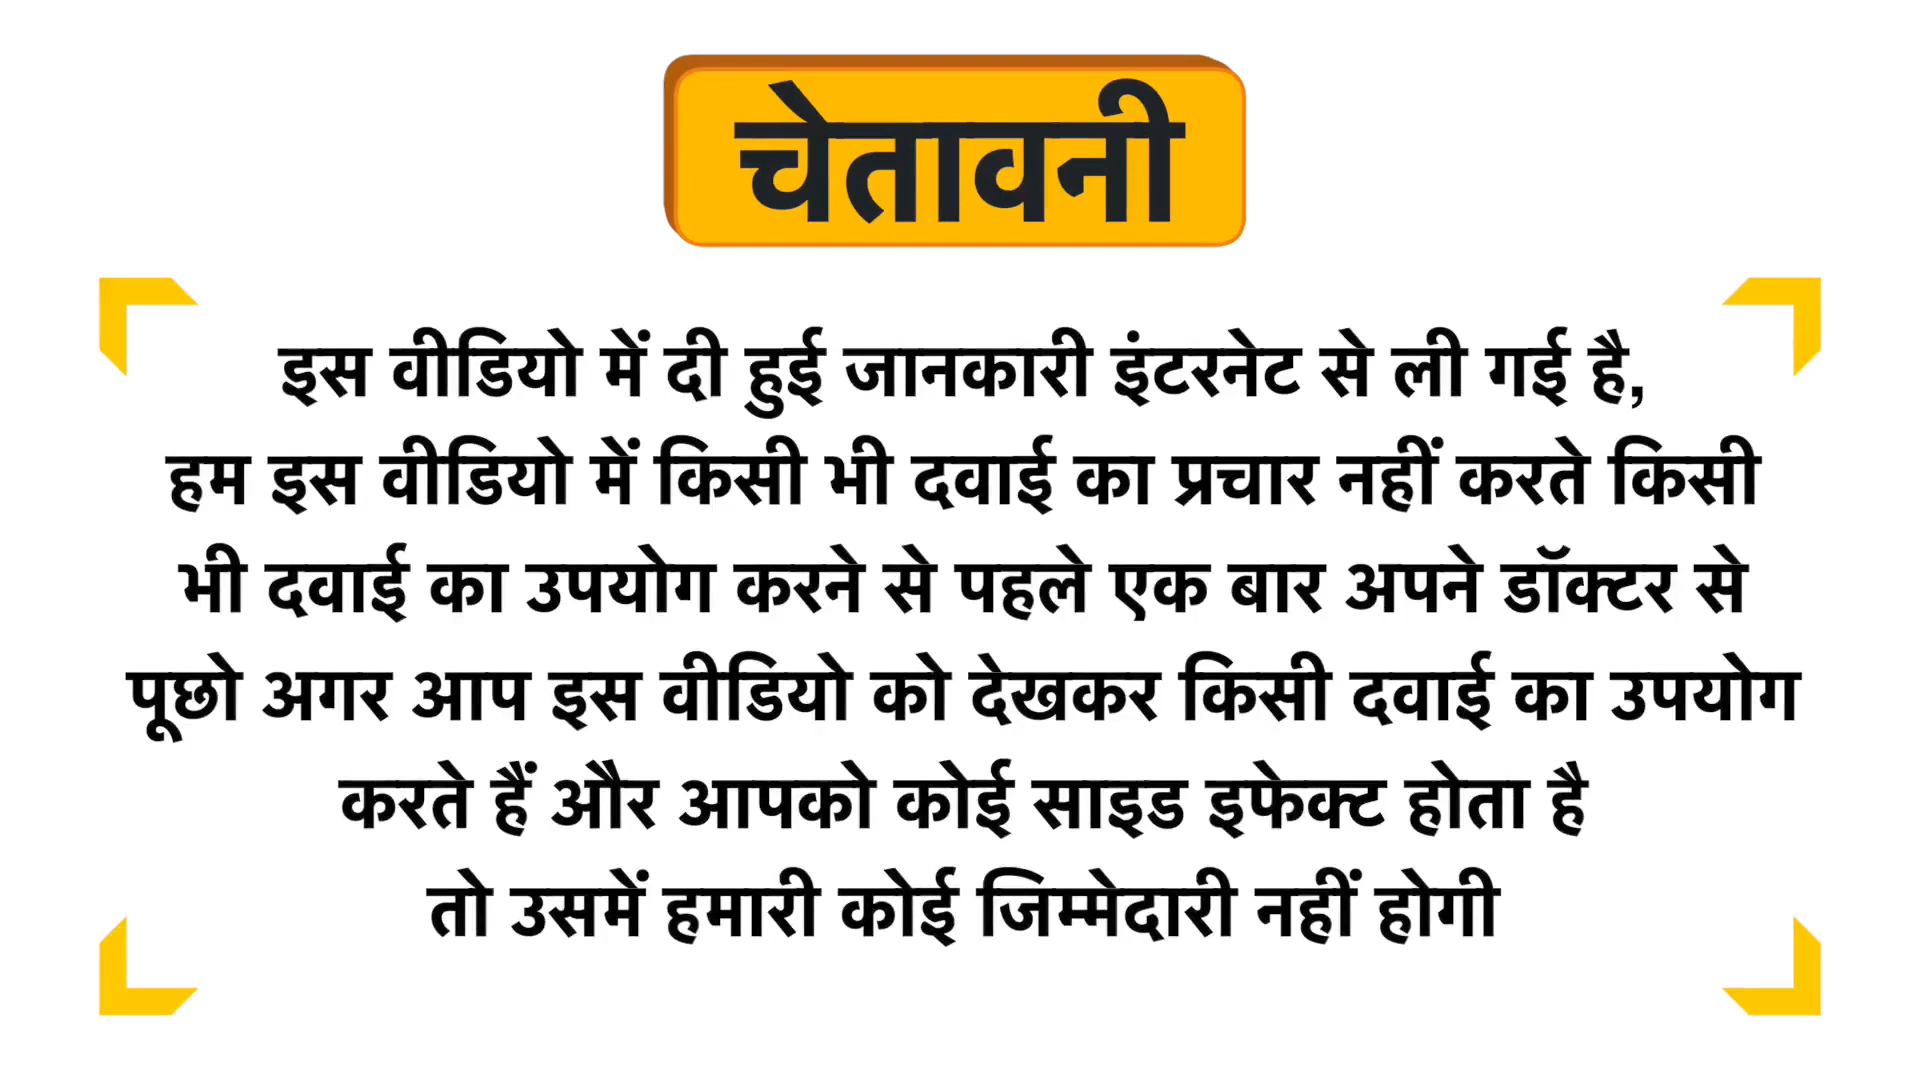 चेतावनी
इस वीडियो में दी हुई जानकारी इंटरनेट से ली गई है,
हम इस वीडियो में किसी भी दवाई का प्रचार नहीं करते किसी
भी दवाई का उपयोग करने से पहले एक बार अपने डॉक्टर से
पूछो अगर आप इस वीडियो को देखकर किसी दवाई का उपयोग
करते हैं और आपको कोई साइड इफेक्ट होता है
तो उसमें हमारी कोई जिम्मेदारी नहीं होगी